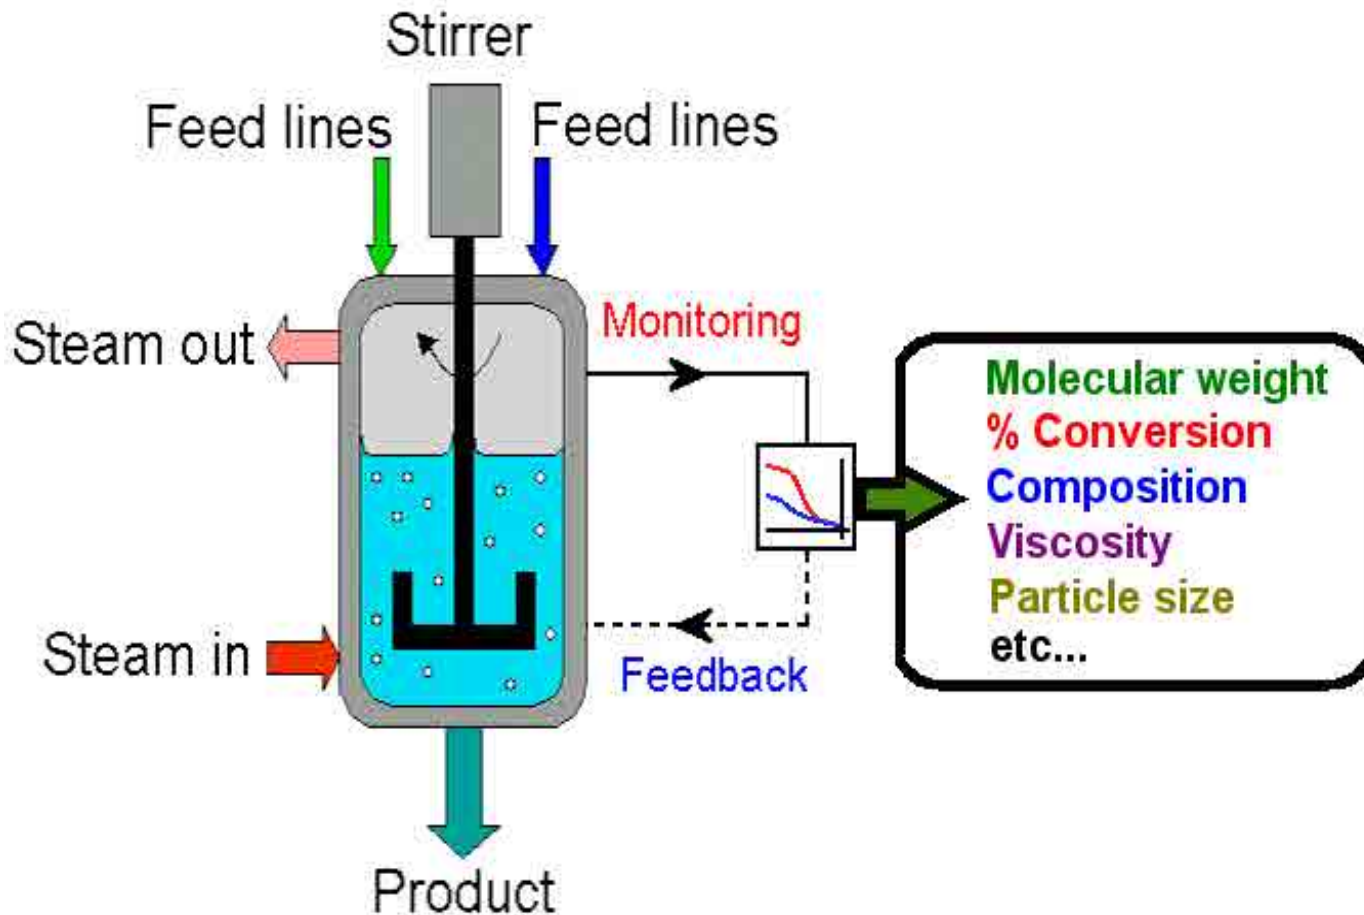 Stirrer
Feed lines
Feed lines
Steam out
Monitoring
Molecular weight
% Conversion
Composition
Viscosity
Particle size
etc...
Steam in
Feedback
Product